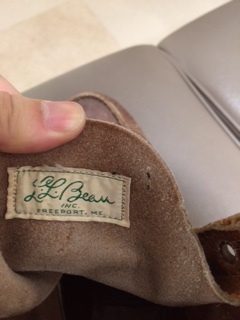 L.L. Bean
INC.
FREEPORT, ME.